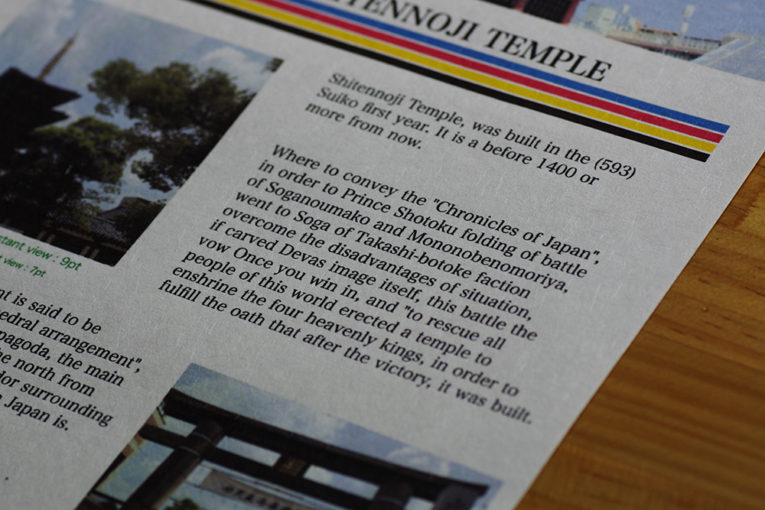 TENNOJI TEMPLE
Shitennoji Temple, was built in the (593)
Suiko first year. It is a before 1400 or
more from now.
Where to convey the "Chronicles of Japan",
in order to Prince Shotoku folding of battle
of Soganoumako and Mononobenomoriya,
went to Soga of Takashi-botoke faction
overcome the disadvantages of situation,
if carved Devas image itself, this battle the
vow Once you win in, and "to rescue all
people of this world erected a temple to
enshrine the four heavenly kings, in order to
fulfill the oath that after the victory, it was built.
view : 9pt
view : 7pt
nt is said to be
edral arrangement",
pagoda, the main
he north from
dor surrounding
Japan is.